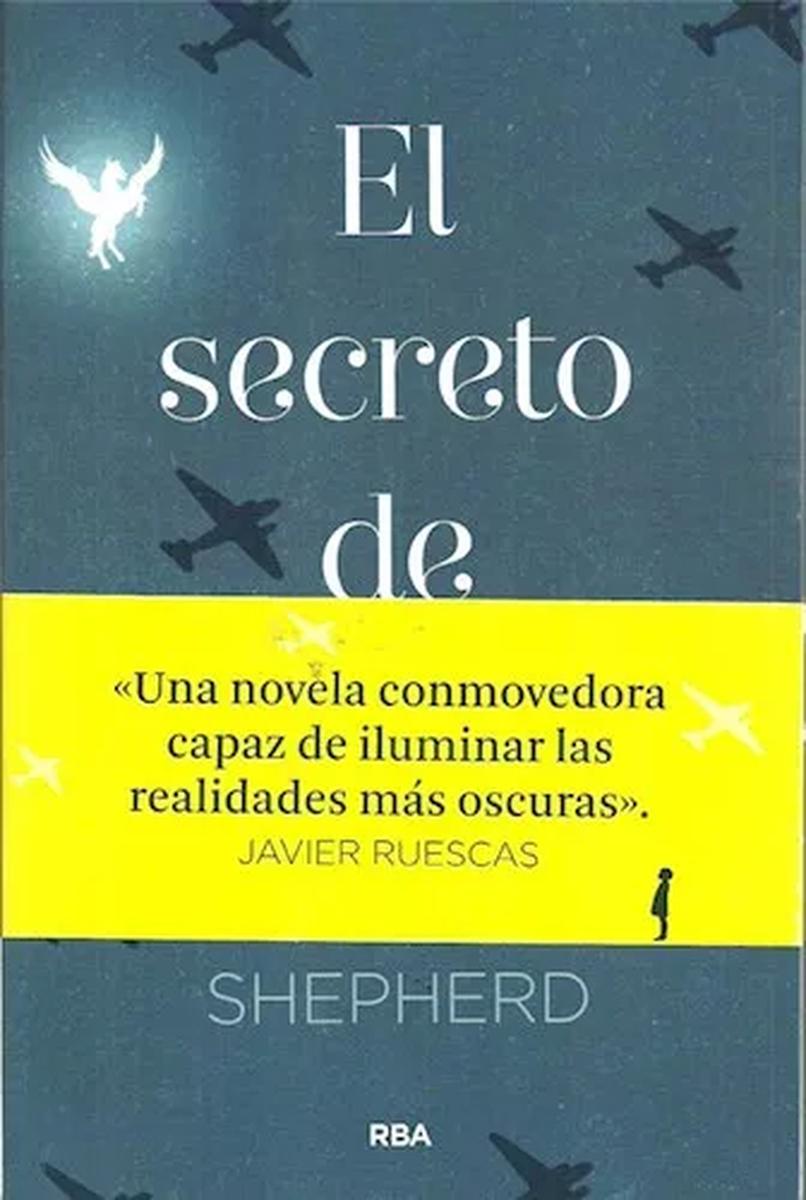 El
secreto
de
«Una novela conmovedora
capaz de iluminar las
realidades más oscuras».
JAVIER RUESCAS
SHEPHERD
RBA